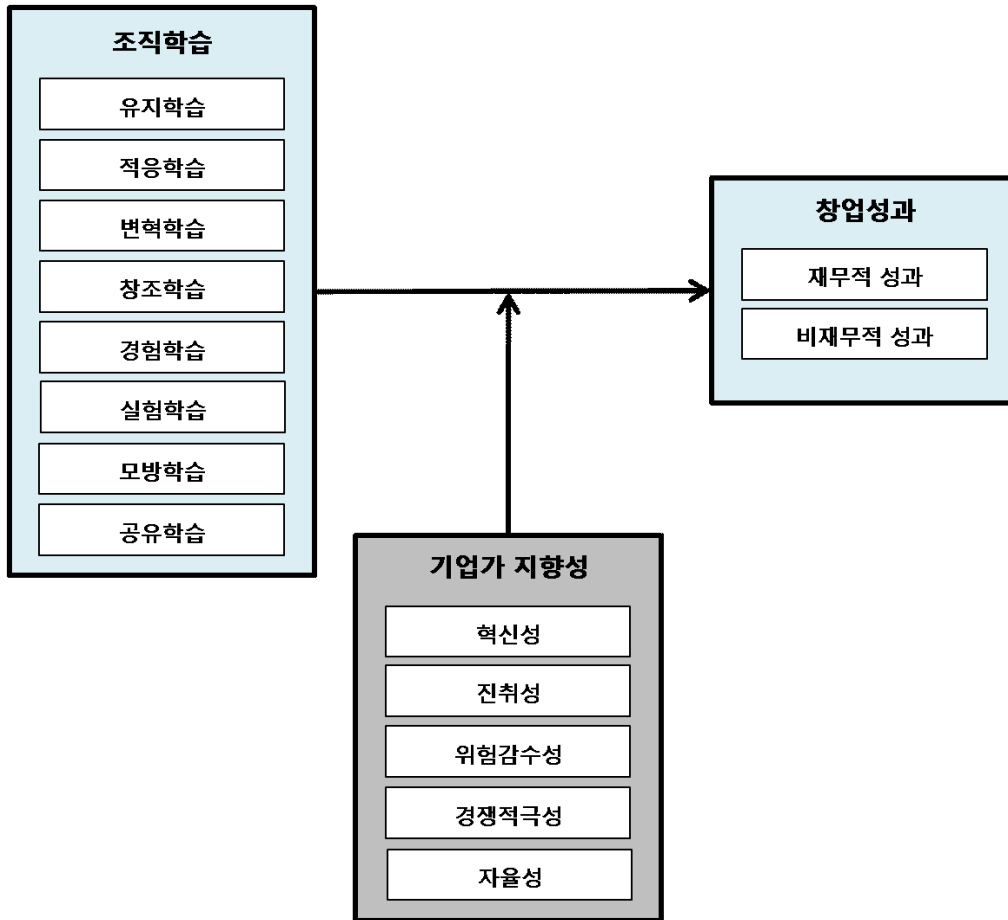 조직학습
유지학습
적응학습
변혁학습
창조학습
경험학습
실험학습
모방학습
공유학습
창업성과
재무적 성과
비재무적 성과
기업가 지향성
혁신성
진취성
위험감수성
경쟁적극성
자율성